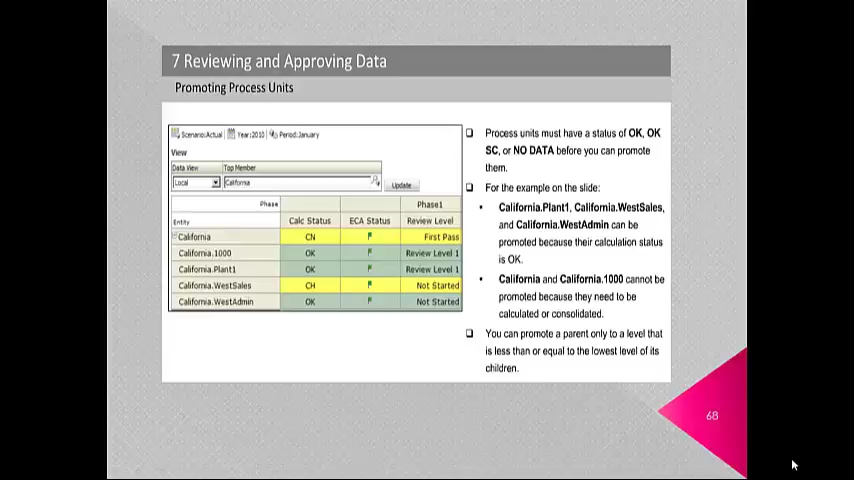 7 Reviewing and Approving Data
Promoting Process Units
Scenario:Actual Year:2010 Period:January
View
Data View Top Member
Local California Update
Phase Phase1
Entity Calc Status ECA Status Review Level
California CN First Pass
California.1000 OK Review Level 1
California.Plant1 OK Review Level 1
California.WestSales CH Not Started
California.WestAdmin OK Not Started
Process units must have a status of OK, OK
SC, or NO DATA before you can promote
them.
For the example on the slide:
California.Plant1, California.WestSales,
and California.WestAdmin can be
promoted because their calculation status
is OK.
California and California.1000 cannot be
promoted because they need to be
calculated or consolidated.
You can promote a parent only to a level that
is less than or equal to the lowest level of its
children.
68